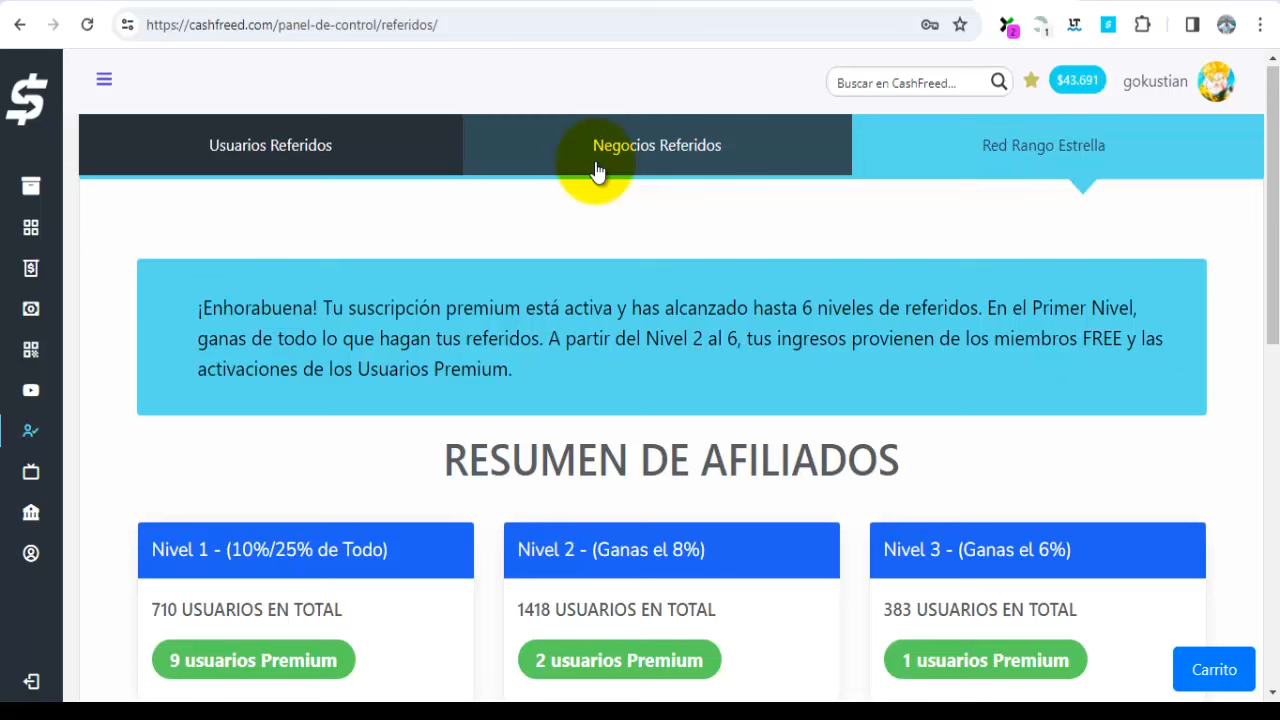 https://cashfreed.com/panel-de-control/referidos/
2
1
LT
Buscar en CashFreed...
$43.691
gokustian
Usuarios Referidos
Negocios Referidos
Red Rango Estrella
¡Enhorabuena! Tu suscripción premium está activa y has alcanzado hasta 6 niveles de referidos. En el Primer Nivel,
ganas de todo lo que hagan tus referidos. A partir del Nivel 2 al 6, tus ingresos provienen de los miembros FREE y las
activaciones de los Usuarios Premium.
RESUMEN DE AFILIADOS
Nivel 1 - (10%/25% de Todo)
710 USUARIOS EN TOTAL
9 usuarios Premium
Nivel 2 - (Ganas el 8%)
1418 USUARIOS EN TOTAL
2 usuarios Premium
Nivel 3 - (Ganas el 6%)
383 USUARIOS EN TOTAL
1 usuarios Premium
Carrito